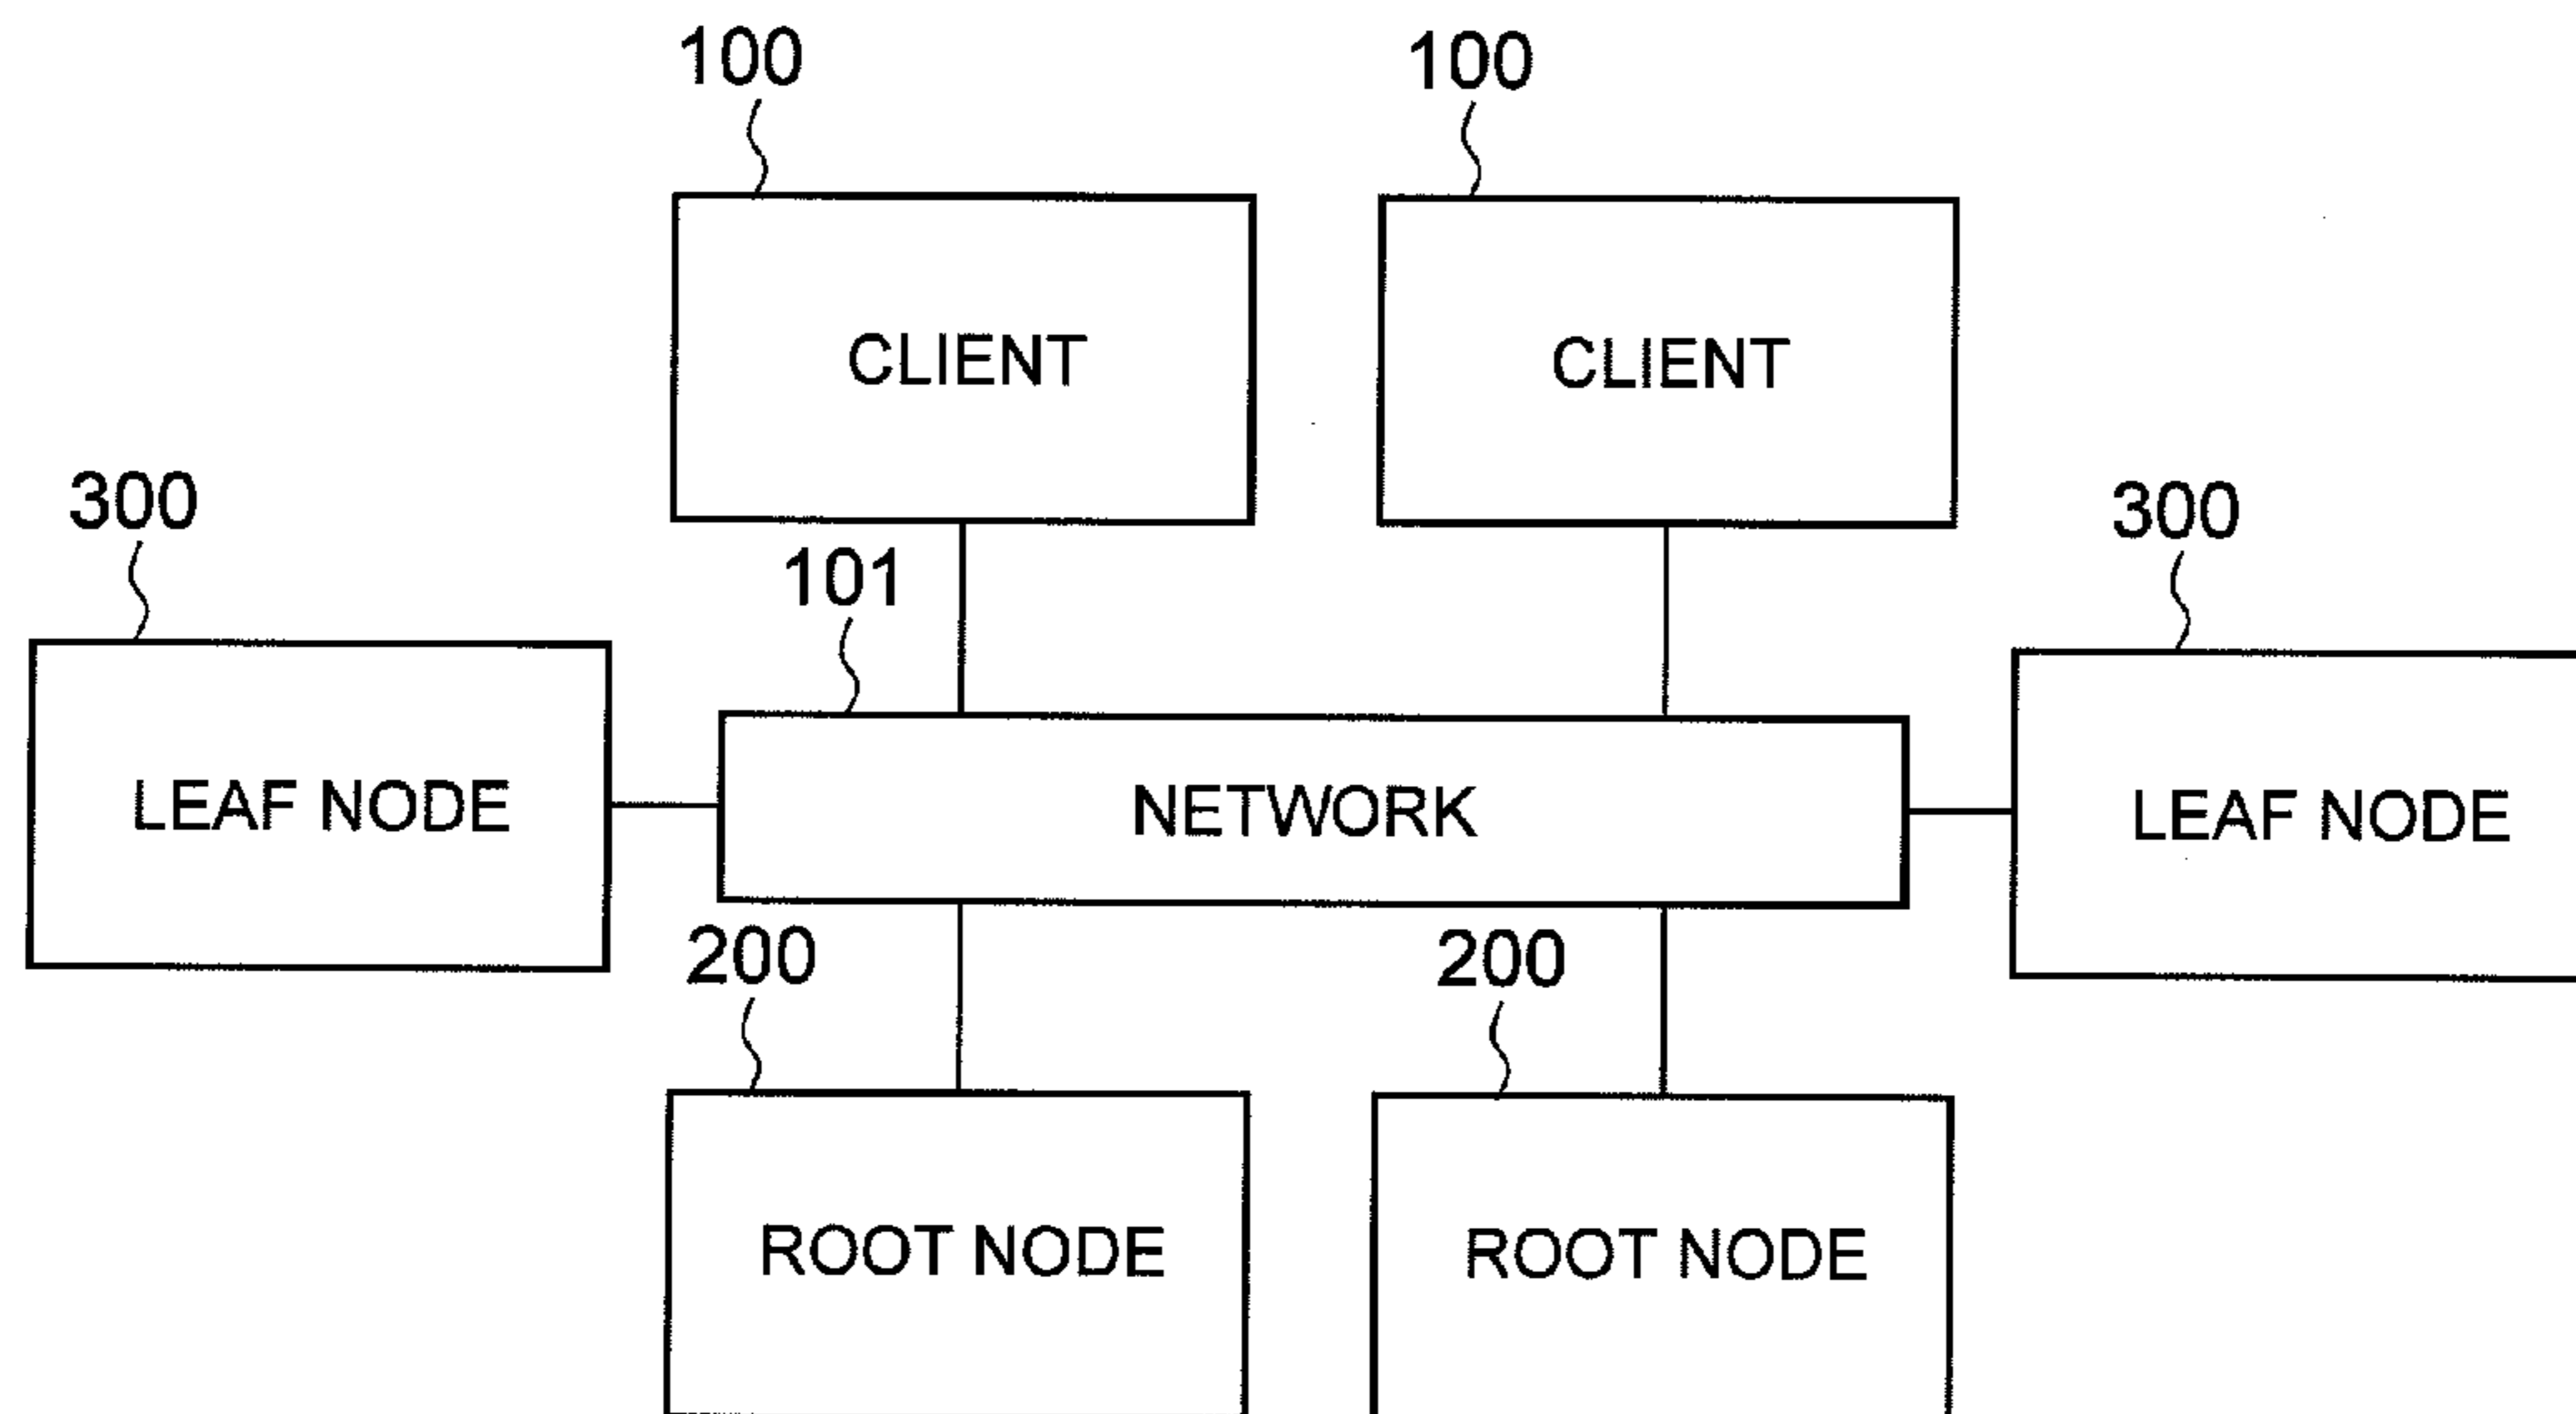 100
100
CLIENT
CLIENT
300
300
101
LEAF NODE
NETWORK
LEAF NODE
200
200
ROOT NODE
ROOT NODE